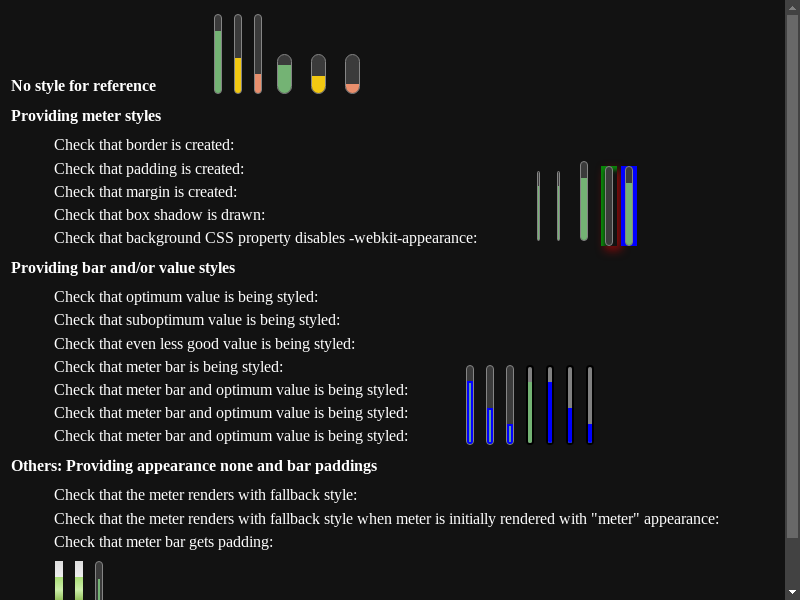 No style for reference
Providing meter styles
Check that border is created:
Check that padding is created:
Check that margin is created:
Check that box shadow is drawn:
Check that background CSS property disables -webkit-appearance:
Providing bar and/or value styles
Check that optimum value is being styled:
Check that suboptimum value is being styled:
Check that even less good value is being styled:
Check that meter bar is being styled:
Check that meter bar and optimum value is being styled:
Check that meter bar and optimum value is being styled:
Check that meter bar and optimum value is being styled:
Others: Providing appearance none and bar paddings
Check that the meter renders with fallback style:
Check that the meter renders with fallback style when meter is initially rendered with "meter" appearance:
Check that meter bar gets padding: